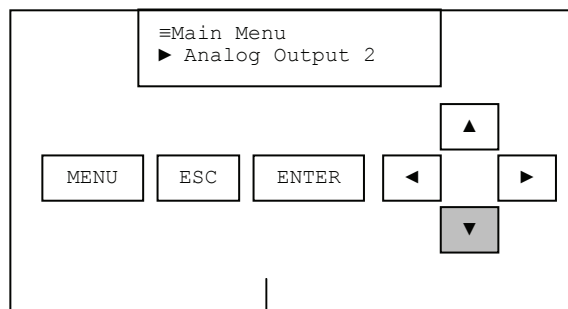 ≡Main Menu
► Analog Output 2
▲
MENU ESC ENTER ◄ ►
▼